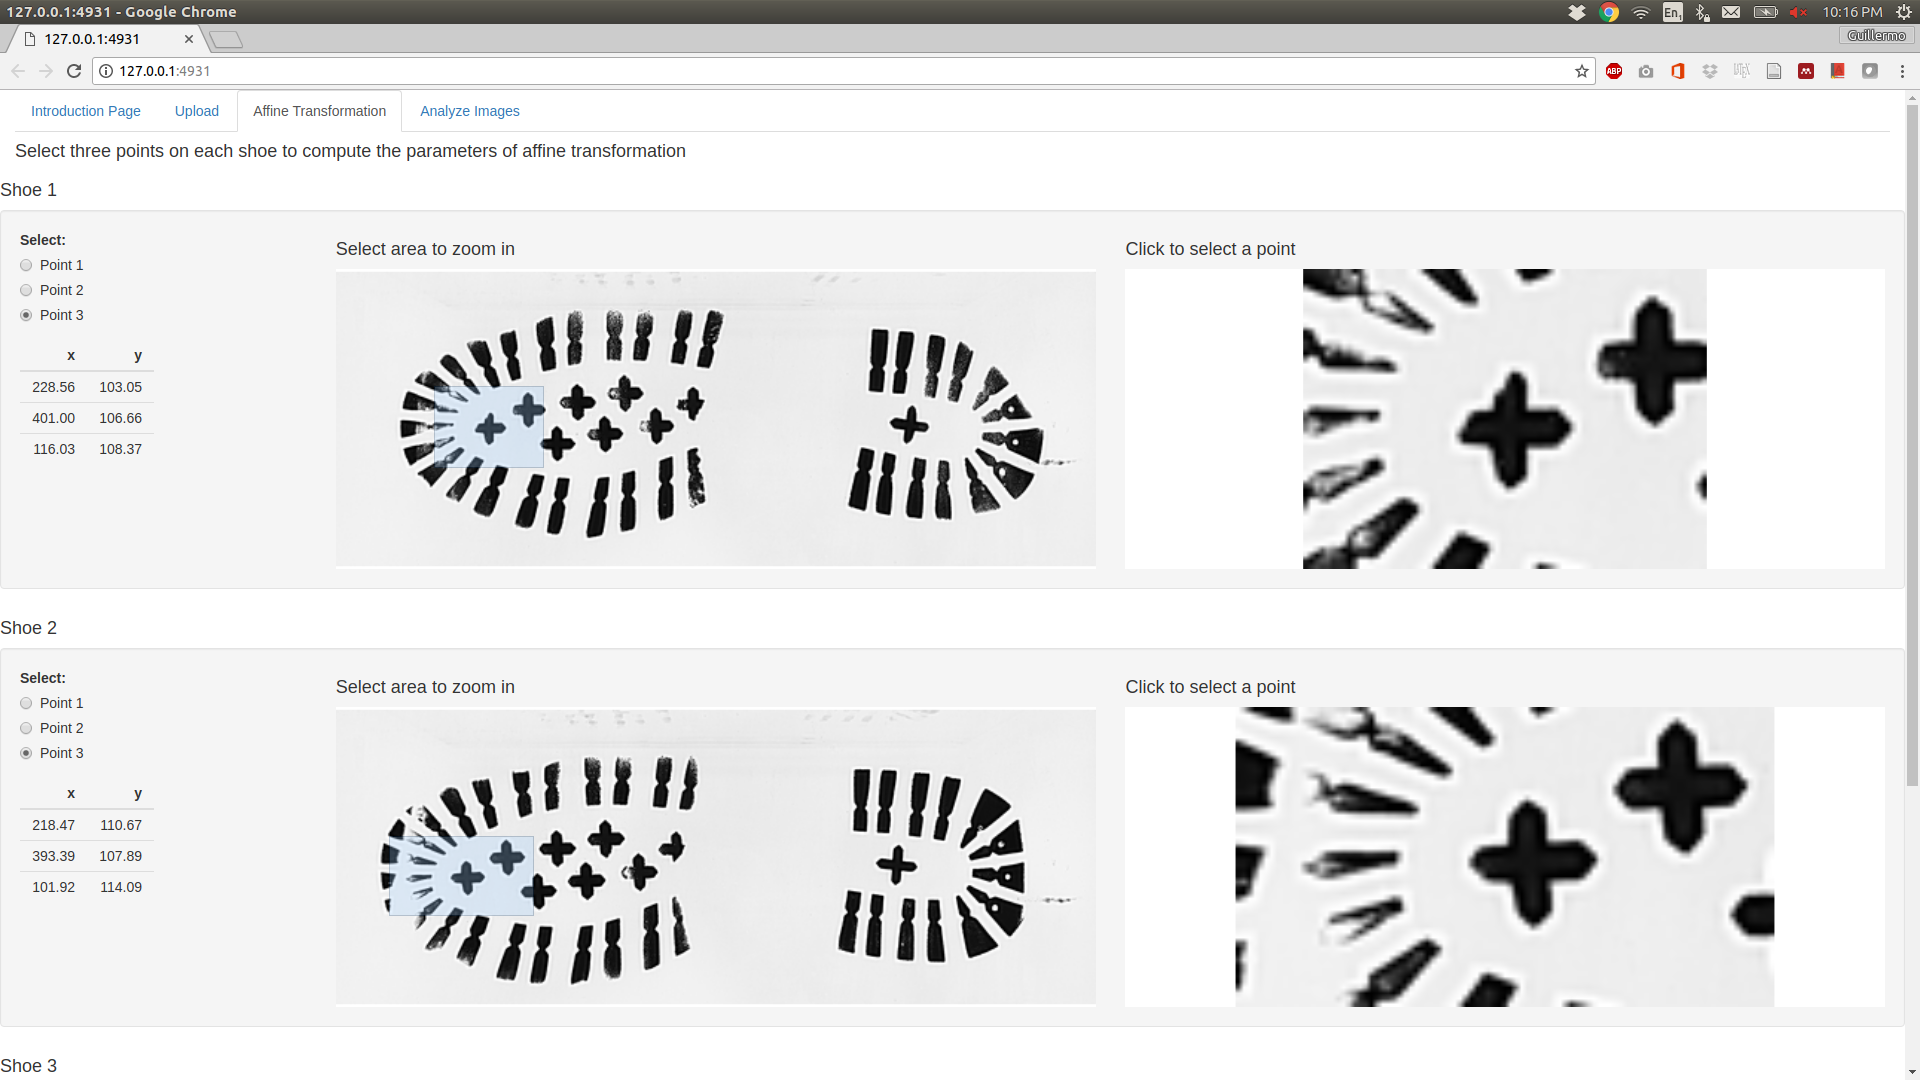 127.0.0.1:4931 - Google Chrome
En1
10:16 PM
127.0.0.1:4931
Guillermo
127.0.0.1:4931
ABP
Introduction Page
Upload
Affine Transformation
Analyze Images
Select three points on each shoe to compute the parameters of affine transformation
Shoe 1
Select:
Point 1
Point 2
Point 3
x y
228.56 103.05
401.00 106.66
116.03 108.37
Select area to zoom in
Click to select a point
Shoe 2
Select:
Point 1
Point 2
Point 3
x y
218.47 110.67
393.39 107.89
101.92 114.09
Select area to zoom in
Click to select a point
Shoe 3